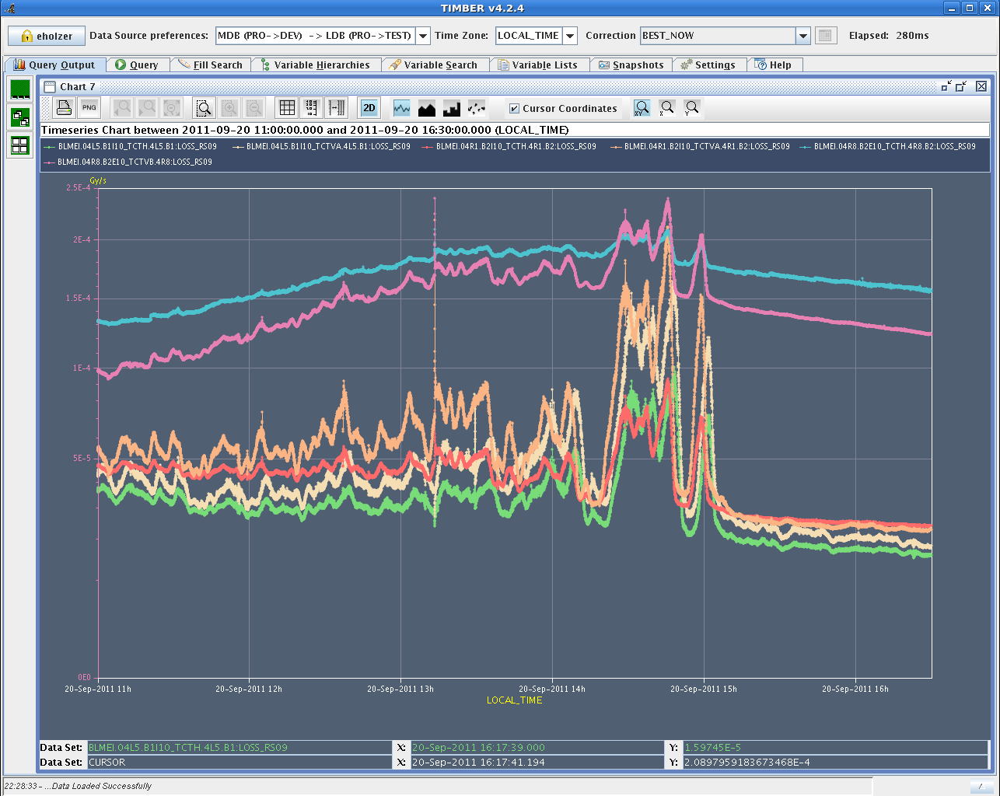 TIMBER v4.2.4
eholzer Data Source preferences: MDB (PRO->DEV) -> LDB (PRO->TEST) Time Zone: LOCAL_TIME Correction BEST_NOW Elapsed: 280ms
Query Output Query Fill Search Variable Hierarchies Variable Search Variable Lists Snapshots Settings Help
Chart 7
PNG 2D Cursor Coordinates XY X Y
Timeseries Chart between 2011-09-20 11:00:00.000 and 2011-09-20 16:30:00.000 (LOCAL_TIME)
BLMEI.04L5.B1I10_TCTH.4L5.B1:LOSS_RS09 BLMEI.04L5.B1I10_TCTVA.4L5.B1:LOSS_RS09 BLMEI.04R1.B2I10_TCTH.4R1.B2:LOSS_RS09 BLMEI.04R1.B2I10_TCTVA.4R1.B2:LOSS_RS09 BLMEI.04R8.B2E10_TCTH.4R8.B2:LOSS_RS09
BLMEI.04R8.B2E10_TCTVB.4R8:LOSS_RS09
Gy/s
2.5E-4
2E-4
1.5E-4
1E-4
5E-5
0E0
20-Sep-2011 11h 20-Sep-2011 12h 20-Sep-2011 13h 20-Sep-2011 14h 20-Sep-2011 15h 20-Sep-2011 16h
LOCAL_TIME
Data Set: BLMEI.04L5.B1I10_TCTH.4L5.B1:LOSS_RS09 X: 20-Sep-2011 16:17:39.000 Y: 1.59745E-5
Data Set: CURSOR X: 20-Sep-2011 16:17:41.194 Y: 2.0897959183673468E-4
22:28:33 - ...Data Loaded Successfully